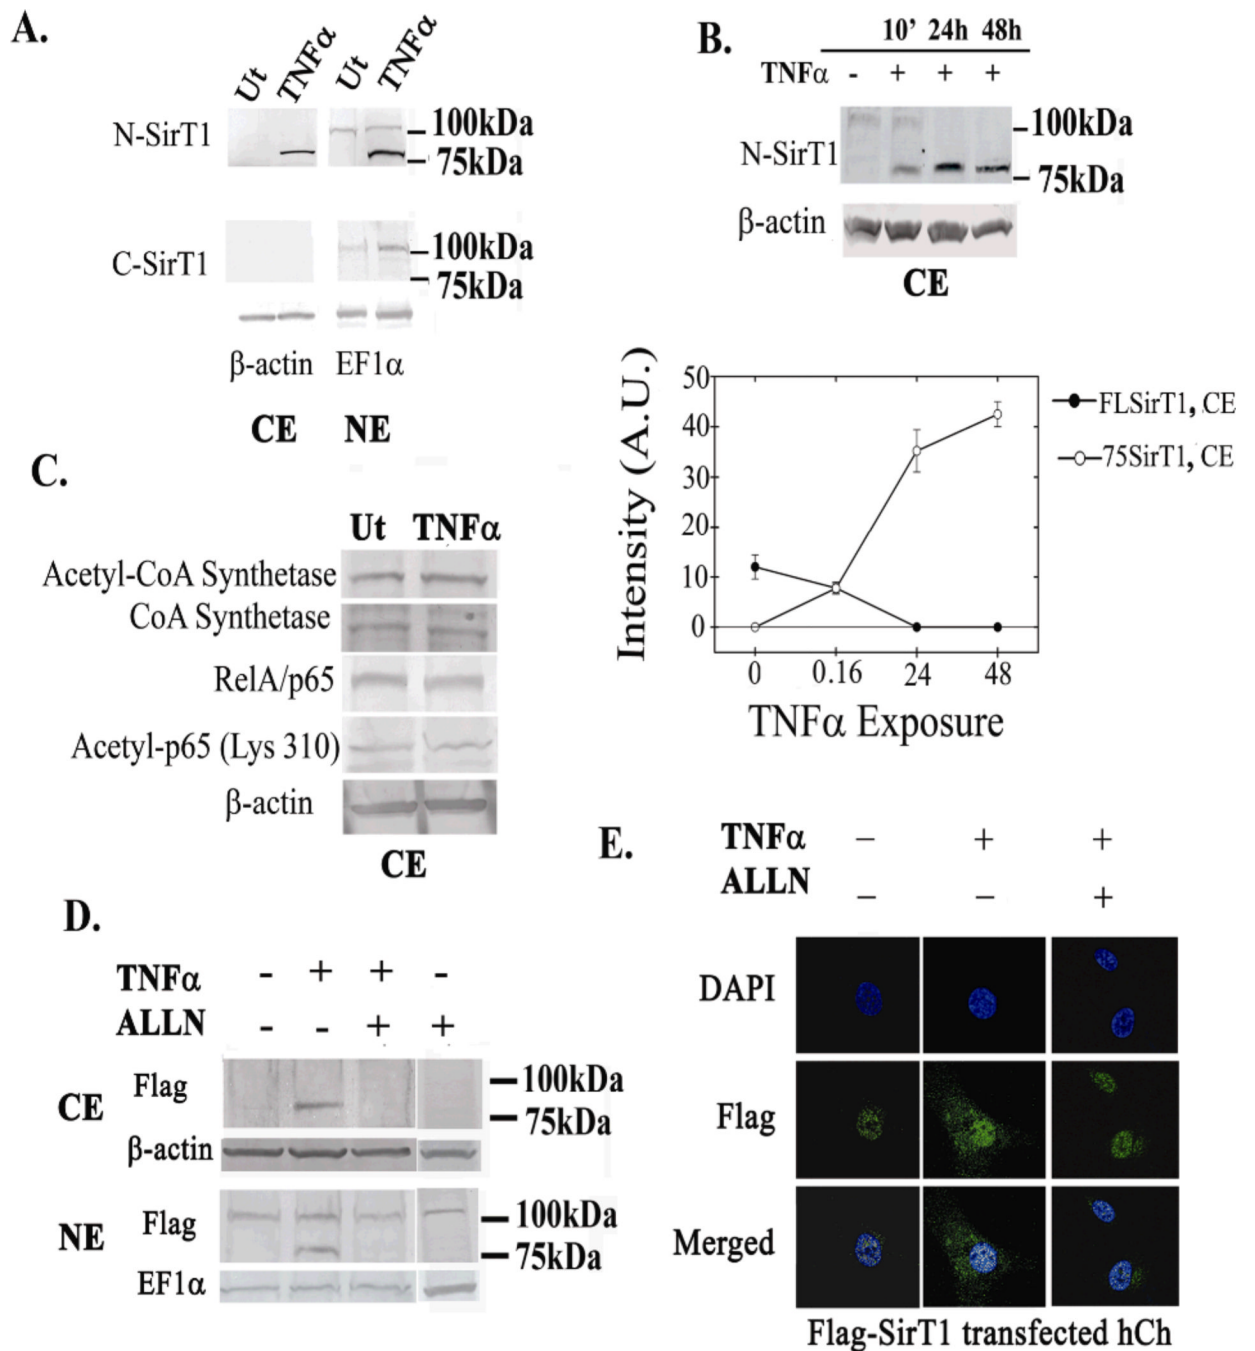 A.
Ut TNFα Ut TNFα
N-SirT1
100kDa
75kDa
C-SirT1
100kDa
75kDa
β-actin EF1α
CE NE
B.
10’ 24h 48h
TNFα - + + +
N-SirT1
100kDa
75kDa
β-actin
CE
Intensity (A.U.)
50
40
30
20
10
0
0 0.16 24 48
TNFα Exposure
FLSirT1, CE
75SirT1, CE
C.
Ut TNFα
Acetyl-CoA Synthetase
CoA Synthetase
RelA/p65
Acetyl-p65 (Lys 310)
β-actin
CE
D.
TNFα - + + -
ALLN - - + +
CE
Flag
100kDa
75kDa
β-actin
NE
Flag
100kDa
75kDa
EF1α
E.
TNFα − + +
ALLN − − +
DAPI
Flag
Merged
Flag-SirT1 transfected hCh